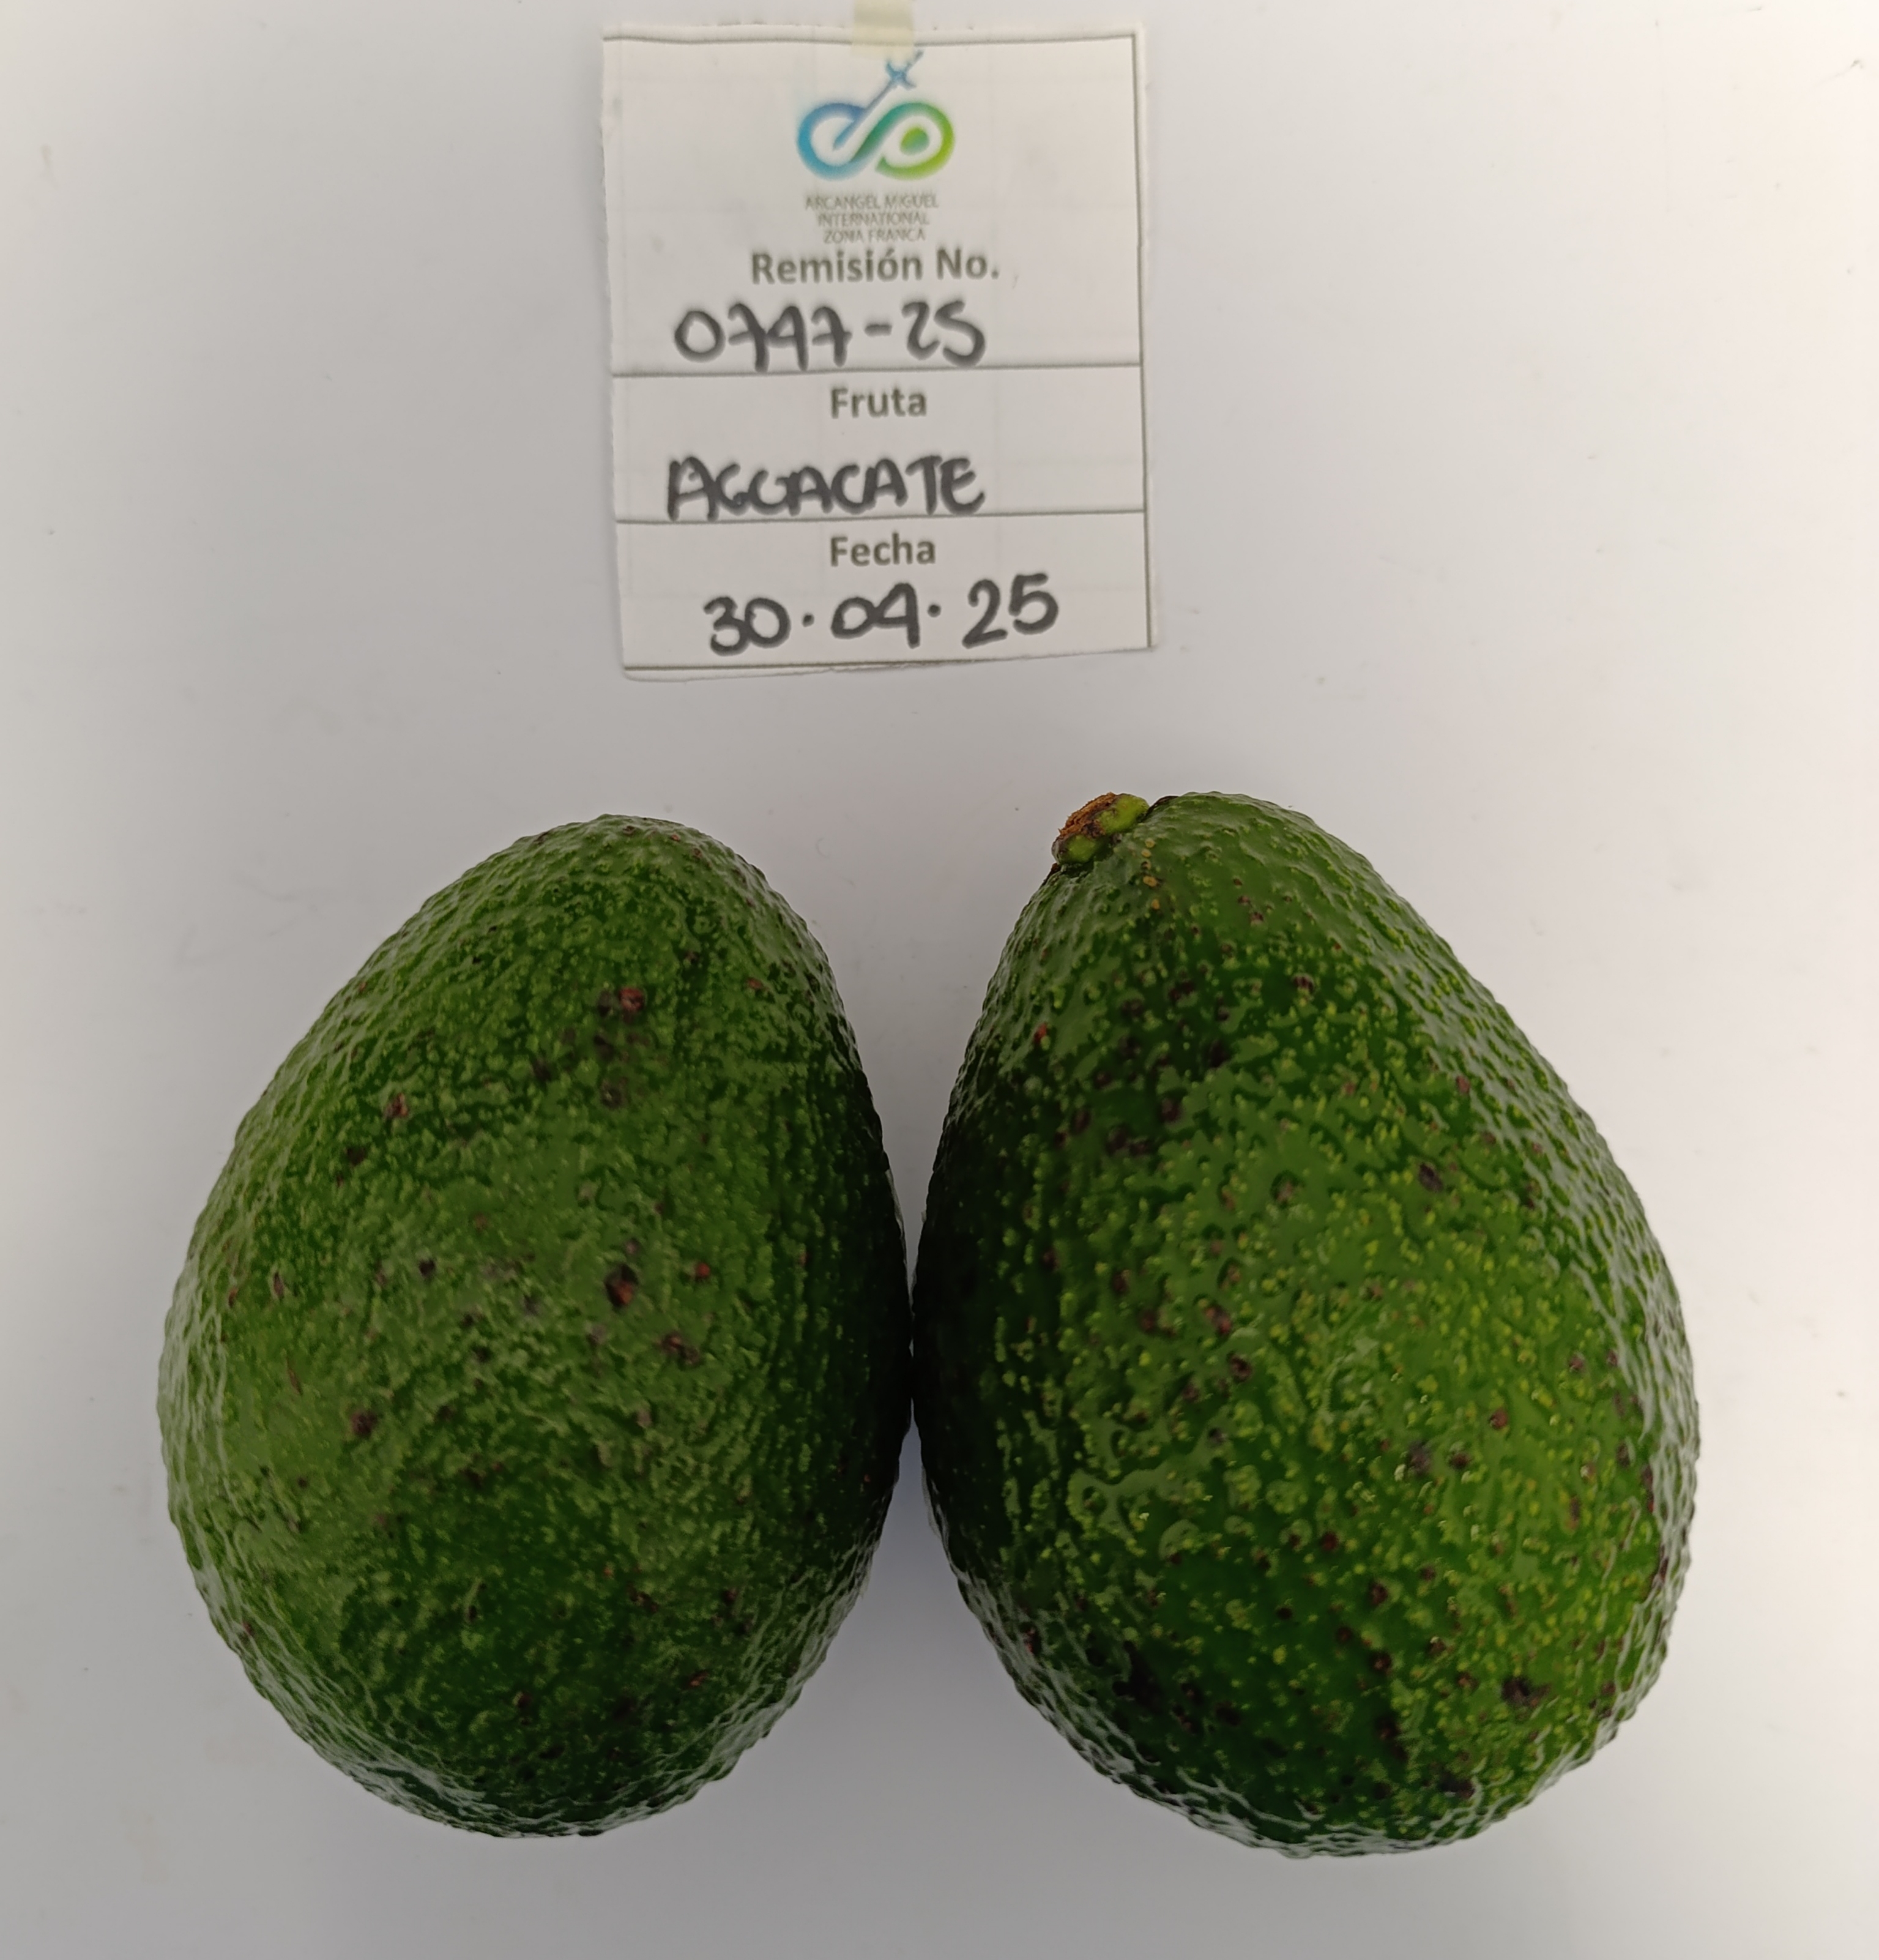 ARCANGEL MIGUEL
INTERNATIONAL
ZONA FRANCA
Remisión No.
0747-25
Fruta
AGUACATE
Fecha
30.04.25